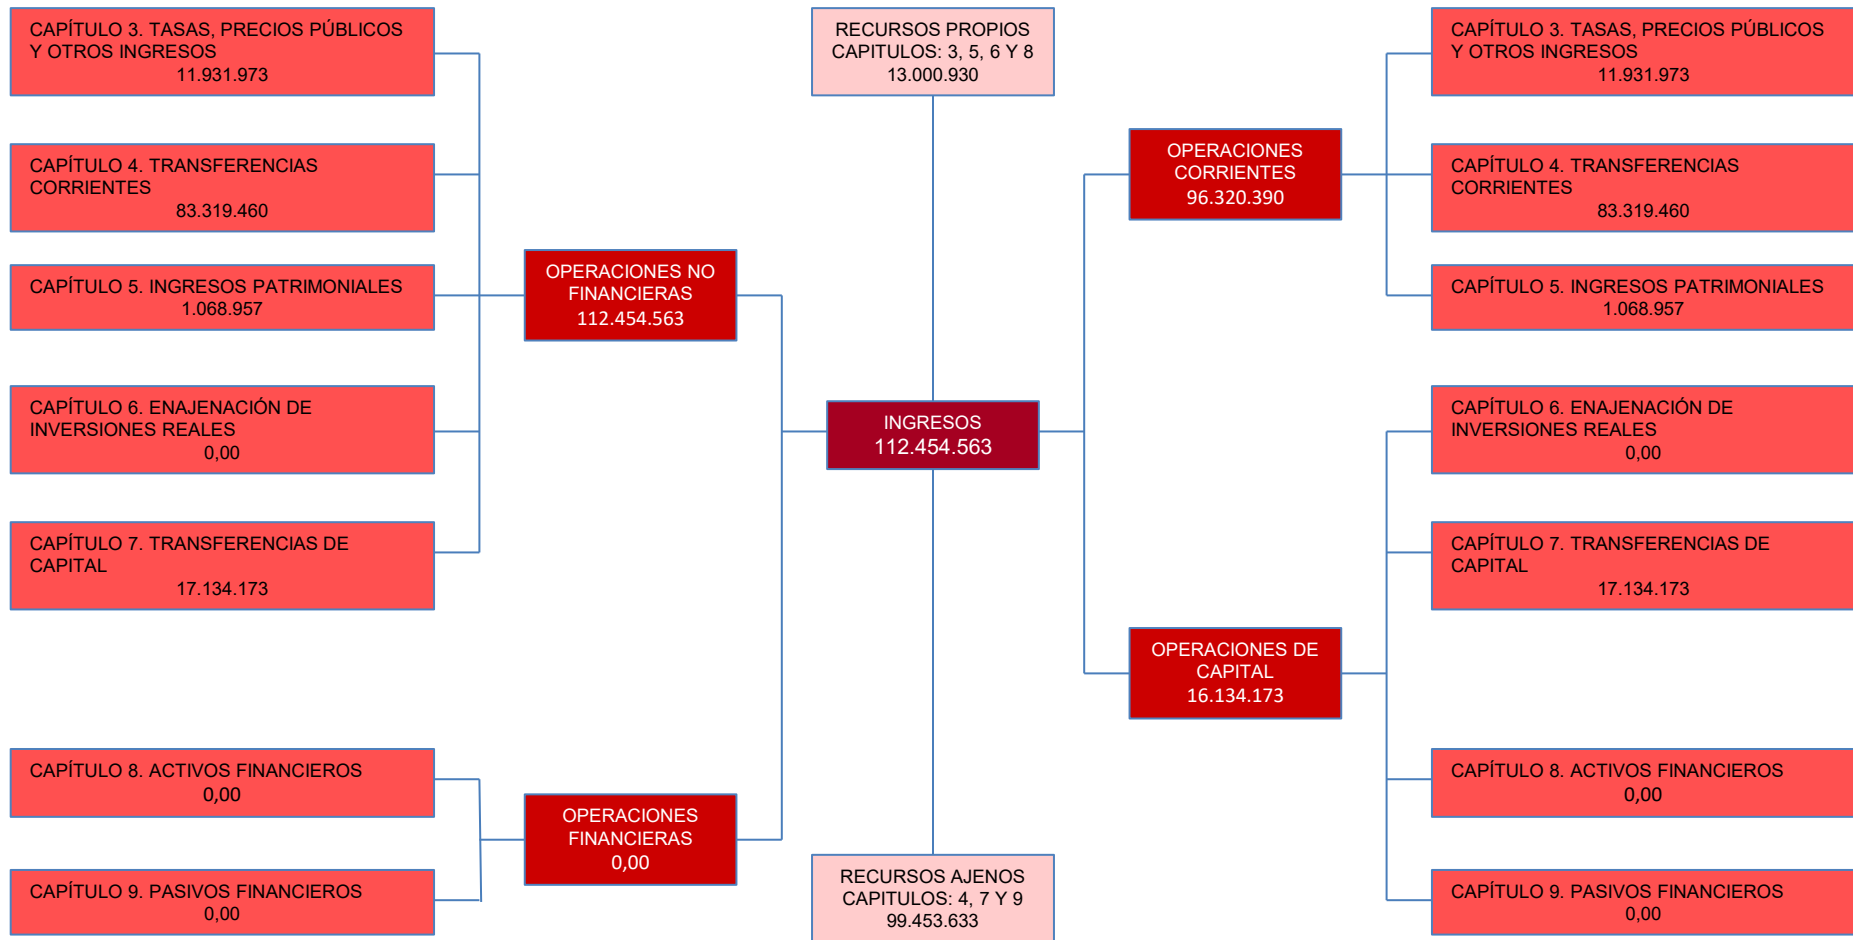 CAPÍTULO 3. TASAS, PRECIOS PÚBLICOS
Y OTROS INGRESOS
11.931.973
CAPÍTULO 4. TRANSFERENCIAS
CORRIENTES
83.319.460
CAPÍTULO 5. INGRESOS PATRIMONIALES
1.068.957
CAPÍTULO 6. ENAJENACIÓN DE
INVERSIONES REALES
0,00
CAPÍTULO 7. TRANSFERENCIAS DE
CAPITAL
17.134.173
CAPÍTULO 8. ACTIVOS FINANCIEROS
0,00
CAPÍTULO 9. PASIVOS FINANCIEROS
0,00
OPERACIONES NO
FINANCIERAS
112.454.563
OPERACIONES
FINANCIERAS
0,00
RECURSOS PROPIOS
CAPITULOS: 3, 5, 6 Y 8
13.000.930
INGRESOS
112.454.563
RECURSOS AJENOS
CAPITULOS: 4, 7 Y 9
99.453.633
OPERACIONES
CORRIENTES
96.320.390
OPERACIONES DE
CAPITAL
16.134.173
CAPÍTULO 3. TASAS, PRECIOS PÚBLICOS
Y OTROS INGRESOS
11.931.973
CAPÍTULO 4. TRANSFERENCIAS
CORRIENTES
83.319.460
CAPÍTULO 5. INGRESOS PATRIMONIALES
1.068.957
CAPÍTULO 6. ENAJENACIÓN DE
INVERSIONES REALES
0,00
CAPÍTULO 7. TRANSFERENCIAS DE
CAPITAL
17.134.173
CAPÍTULO 8. ACTIVOS FINANCIEROS
0,00
CAPÍTULO 9. PASIVOS FINANCIEROS
0,00